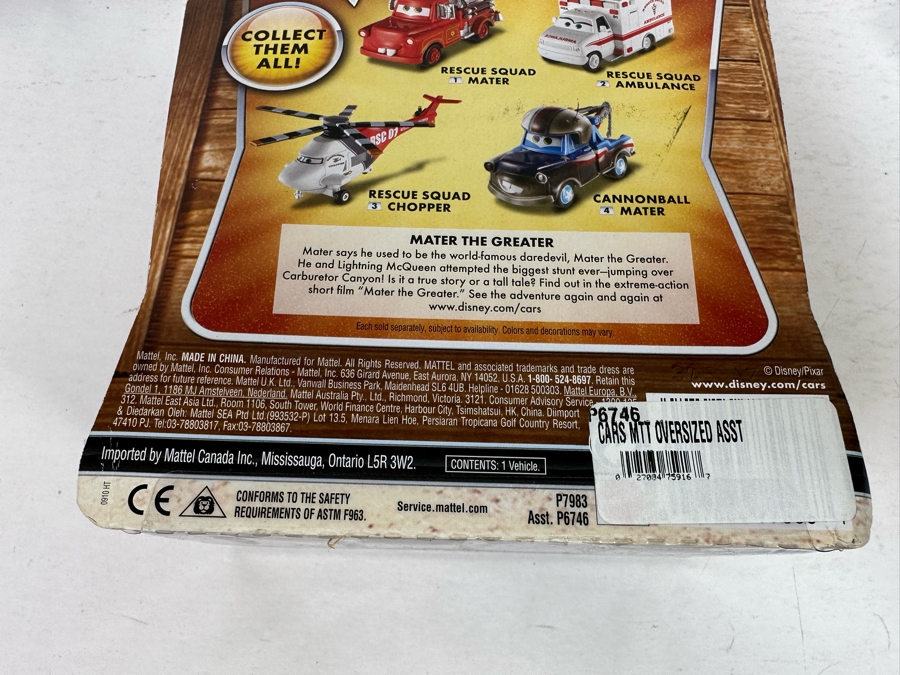 COLLECT
THEM
ALL!
RESCUE SQUAD
1 MATER
RESCUE SQUAD
2 AMBULANCE
AMBULANCE
RSC 01
RESCUE SQUAD
3 CHOPPER
CANNONBALL
4 MATER
MATER THE GREATER
Mater says he used to be the world-famous daredevil, Mater the Greater.
He and Lightning McQueen attempted the biggest stunt ever—jumping over
Carburetor Canyon! Is it a true story or a tall tale? Find out in the extreme-action
short film “Mater the Greater.” See the adventure again and again at
www.disney.com/cars
Each sold separately, subject to availability. Colors and decorations may vary.
Mattel, Inc. MADE IN CHINA. Manufactured for Mattel. All Rights Reserved. MATTEL and associated trademarks and trade dress are
owned by Mattel, Inc. Consumer Relations - Mattel, Inc. 636 Girard Avenue, East Aurora, NY 14052. U.S.A. 1-800- 524-8697. Retain this
address for future reference. Mattel U.K. Ltd., Vanwall Business Park, Maidenhead SL6 4UB. Helpline - 01628 500303. Mattel Europa, B.V.,
Gondel 1, 1186 MJ Amstelveen, Nederland. Mattel Australia Pty., Ltd., Richmond, Victoria. 3121. Consumer Advisory Service
312. Mattel East Asia Ltd., Room 1106, South Tower, World Finance Centre, Harbour City, Tsimshatsui, HK, China. Diimport
& Diedarkan Oleh: Mattel SEA Ptd Ltd.(993532-P) Lot 13.5, Menara Lien Hoe, Persiaran Tropicana Golf Country Resort,
47410 PJ. Tel:03-78803817, Fax:03-78803867.
© Disney/Pixar
www.disney.com/cars
P6746
CARS MTT OVERSIZED ASST
0 27084 75916 7
Imported by Mattel Canada Inc., Mississauga, Ontario L5R 3W2.
CONTENTS: 1 Vehicle.
0910 HT
CE
CONFORMS TO THE SAFETY
REQUIREMENTS OF ASTM F963.
Service.mattel.com
P7983
Asst. P6746